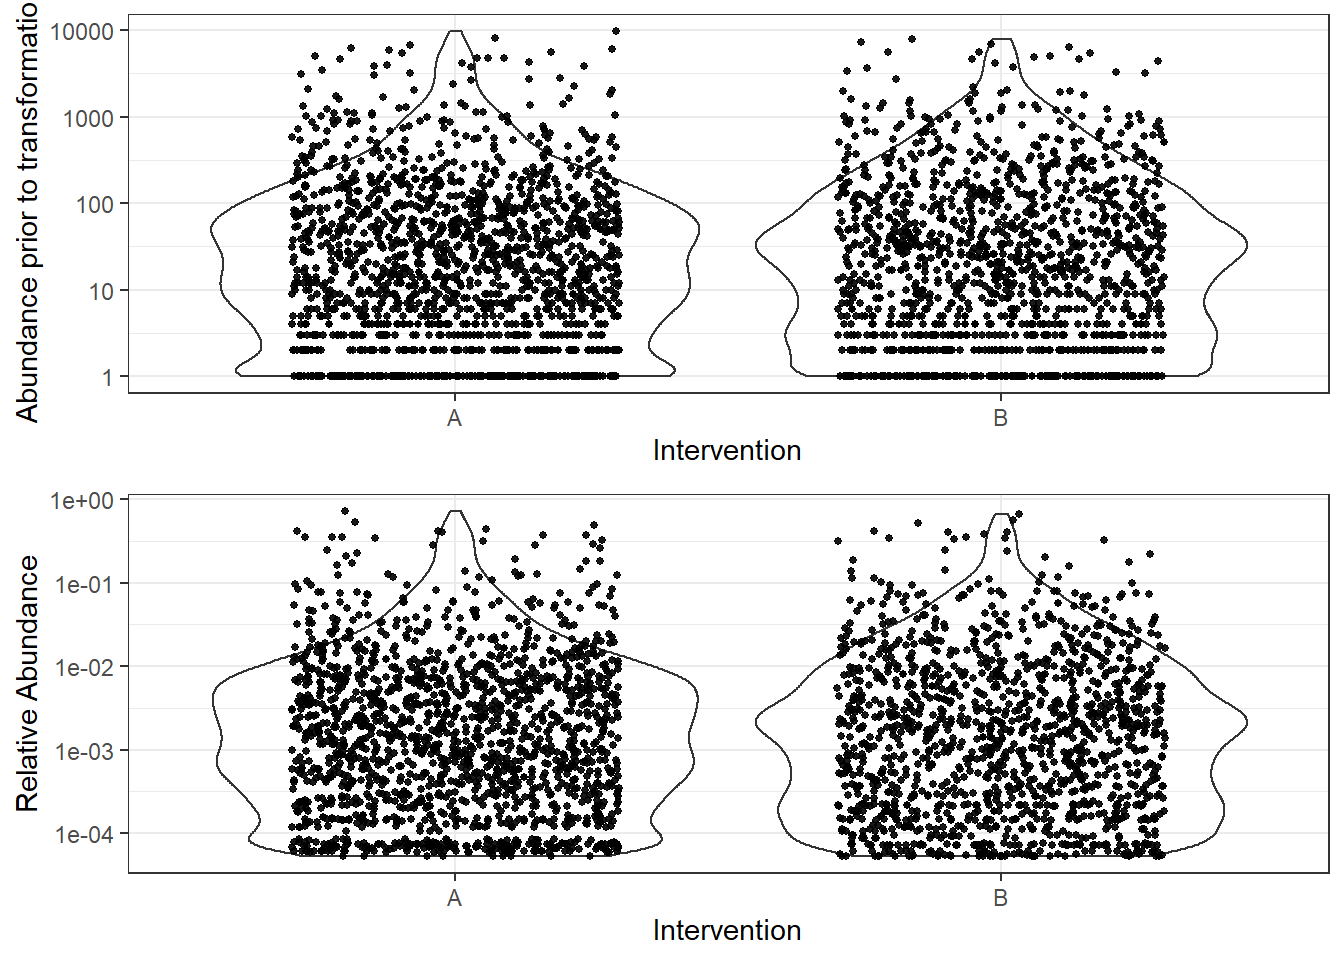 Abundance prior to transformatio
10000
1000
100
10
1
A
B
Intervention
Relative Abundance
1e+00
1e-01
1e-02
1e-03
1e-04
A
B
Intervention